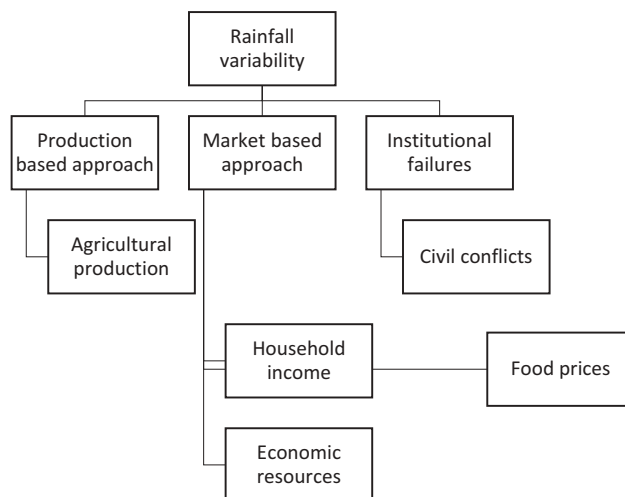 Rainfall
variability
Production
based approach
Market based
approach
Institutional
failures
Agricultural
production
Civil conflicts
Household
income
Food prices
Economic
resources